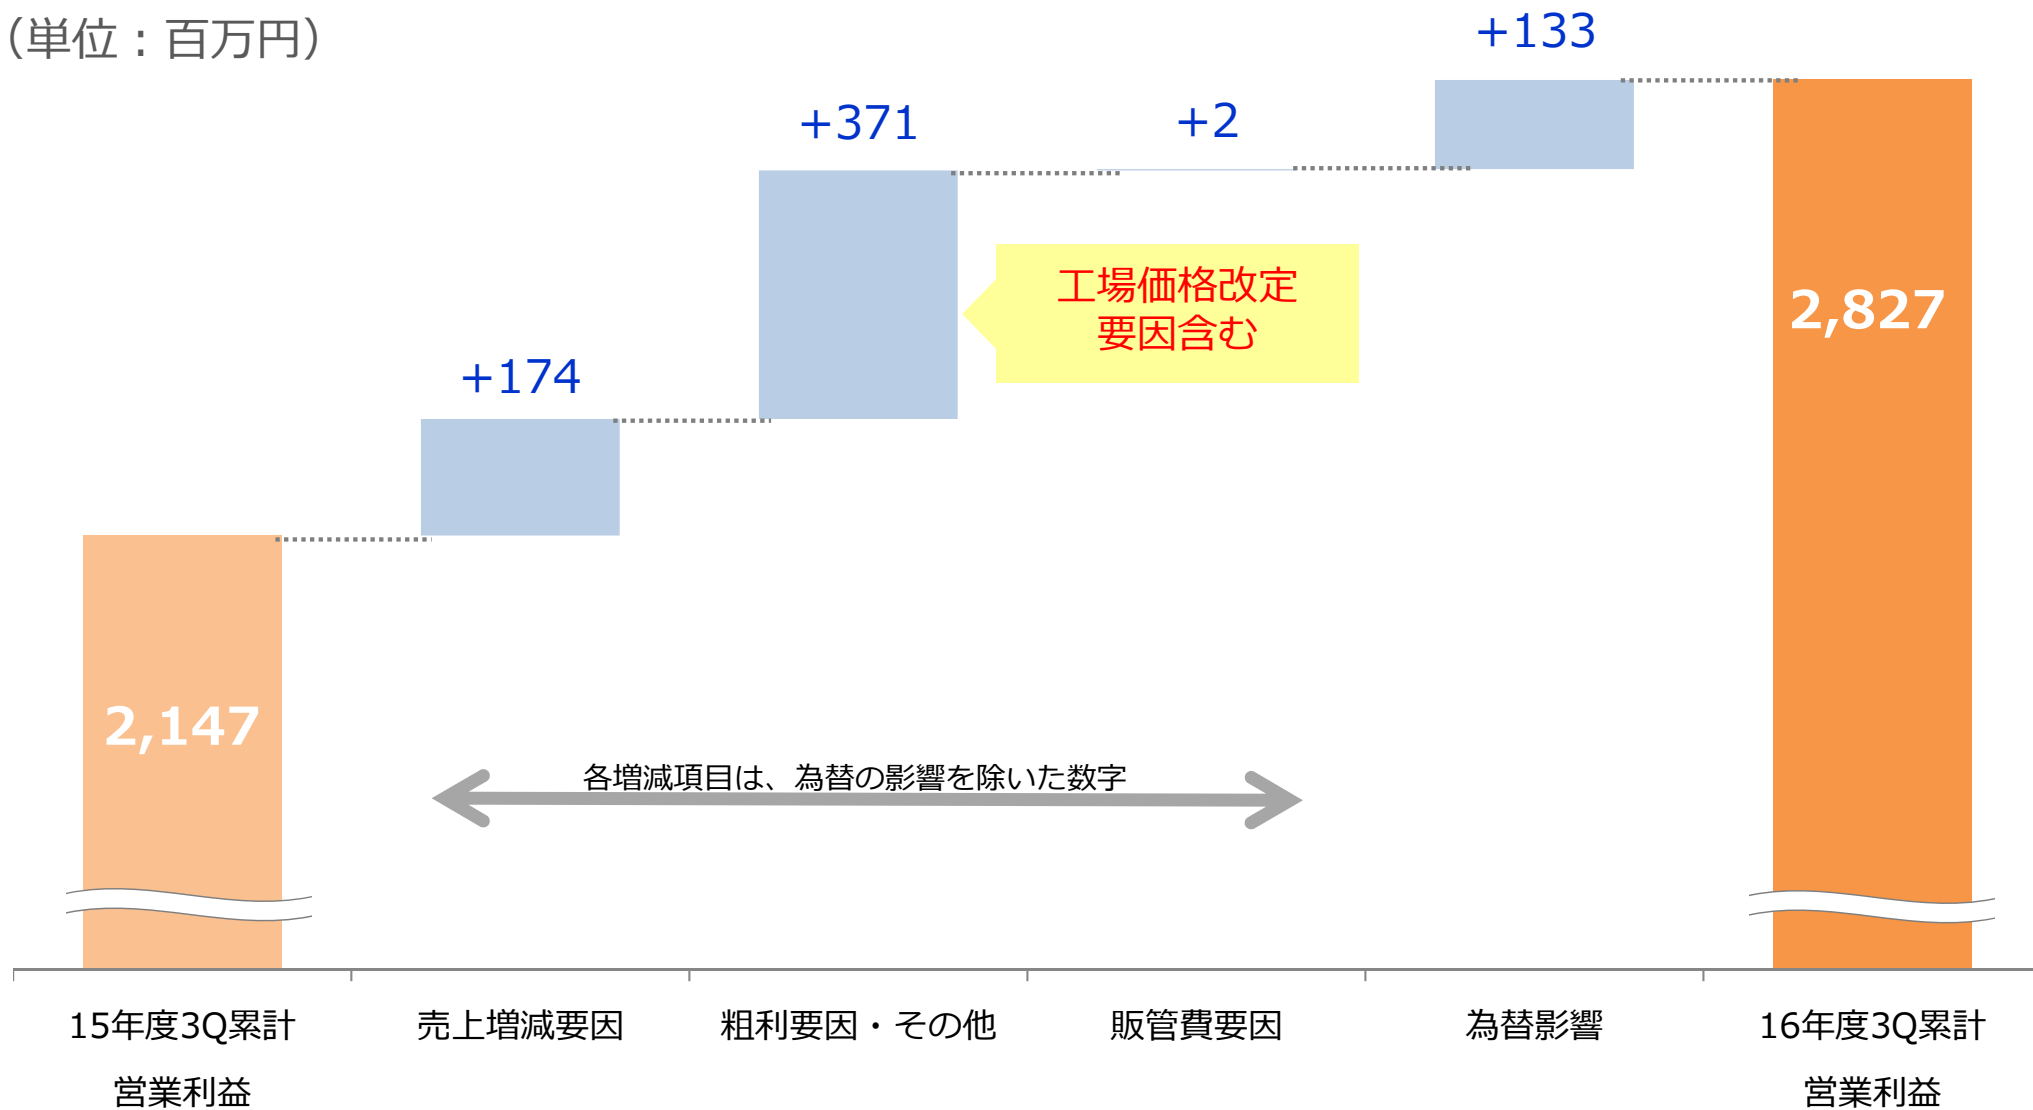 （単位：百万円）
+133
+371
+2
工場価格改定
要因含む
2,827
+174
2,147
各増減項目は、為替の影響を除いた数字
15年度3Q累計
営業利益
売上増減要因
粗利要因・その他
販管費要因
為替影響
16年度3Q累計
営業利益